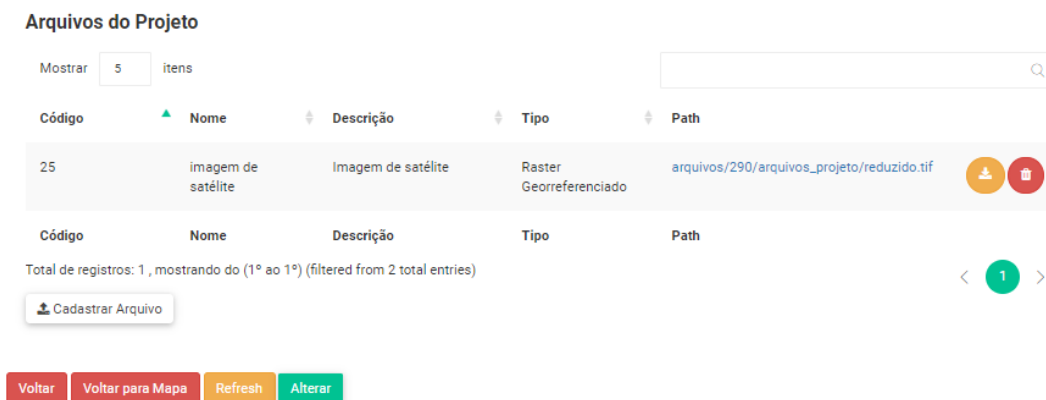 Arquivos do Projeto
Mostrar 5 itens
Código Nome Descrição Tipo Path
25 imagem de satélite Imagem de satélite Raster Georreferenciado arquivos/290/arquivos_projeto/reduzido.tif
Código Nome Descrição Tipo Path
Total de registros: 1 , mostrando do (1º ao 1º) (filtered from 2 total entries)
< 1 >
Cadastrar Arquivo
Voltar Voltar para Mapa Refresh Alterar